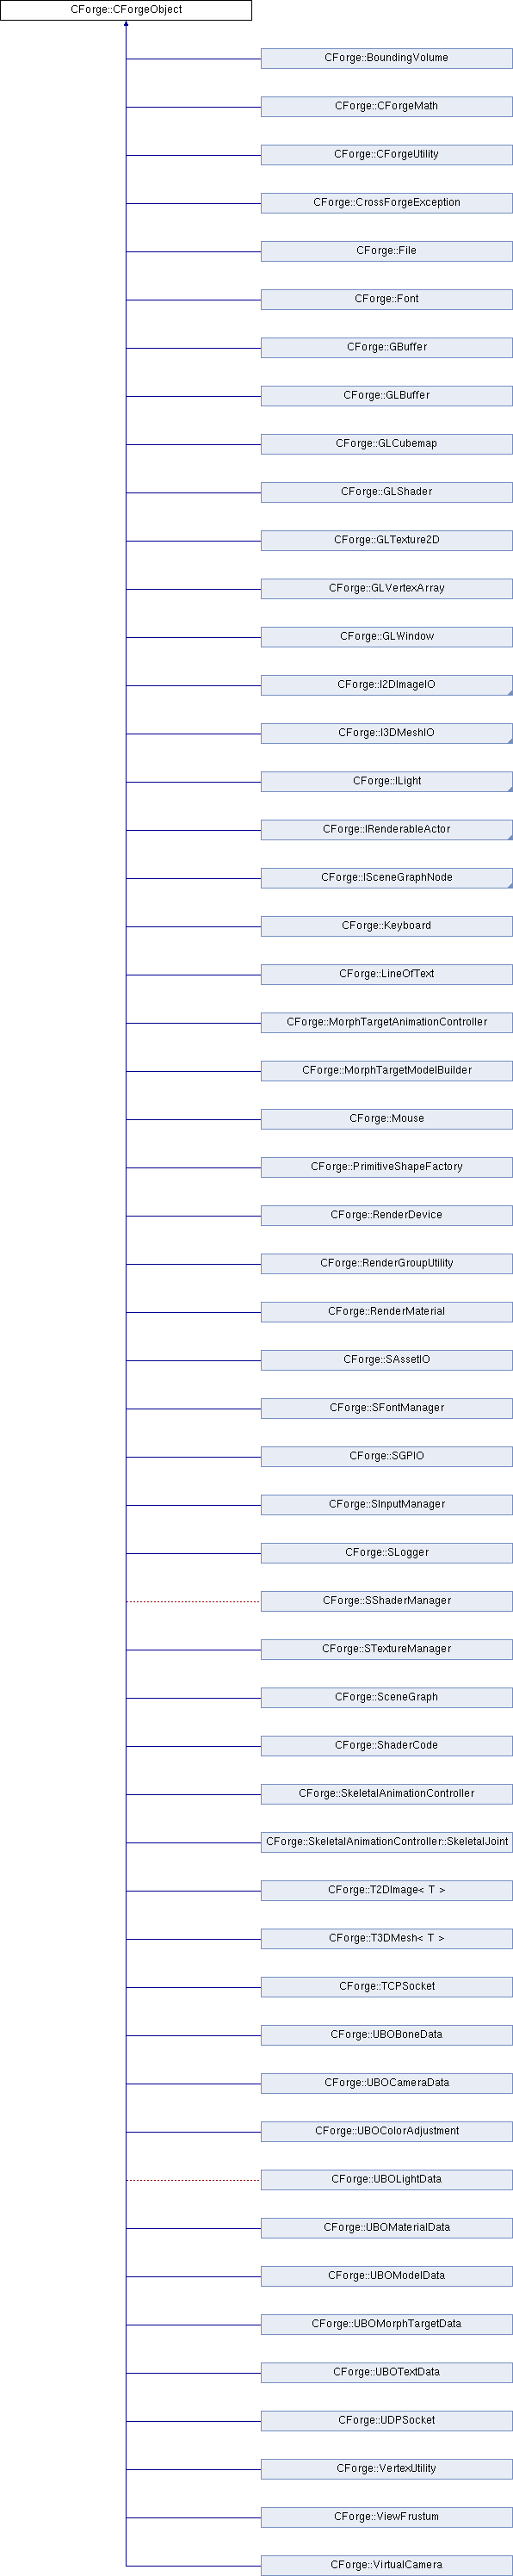 CForge::CForgeObject
CForge::BoundingVolume
CForge::CForgeMath
CForge::CForgeUtility
CForge::CrossForgeException
CForge::File
CForge::Font
CForge::GBuffer
CForge::GLBuffer
CForge::GLCubemap
CForge::GLShader
CForge::GLTexture2D
CForge::GLVertexArray
CForge::GLWindow
CForge::I2DImageIO
CForge::I3DMeshIO
CForge::ILight
CForge::IRenderableActor
CForge::ISceneGraphNode
CForge::Keyboard
CForge::LineOfText
CForge::MorphTargetAnimationController
CForge::MorphTargetModelBuilder
CForge::Mouse
CForge::PrimitiveShapeFactory
CForge::RenderDevice
CForge::RenderGroupUtility
CForge::RenderMaterial
CForge::SAssetIO
CForge::SFontManager
CForge::SGPIO
CForge::SInputManager
CForge::SLogger
CForge::SShaderManager
CForge::STextureManager
CForge::SceneGraph
CForge::ShaderCode
CForge::SkeletalAnimationController
CForge::SkeletalAnimationController::SkeletalJoint
CForge::T2DImage< T >
CForge::T3DMesh< T >
CForge::TCPSocket
CForge::UBOBoneData
CForge::UBOCameraData
CForge::UBOColorAdjustment
CForge::UBOLightData
CForge::UBOMaterialData
CForge::UBOModelData
CForge::UBOMorphTargetData
CForge::UBOTextData
CForge::UDPSocket
CForge::VertexUtility
CForge::ViewFrustum
CForge::VirtualCamera